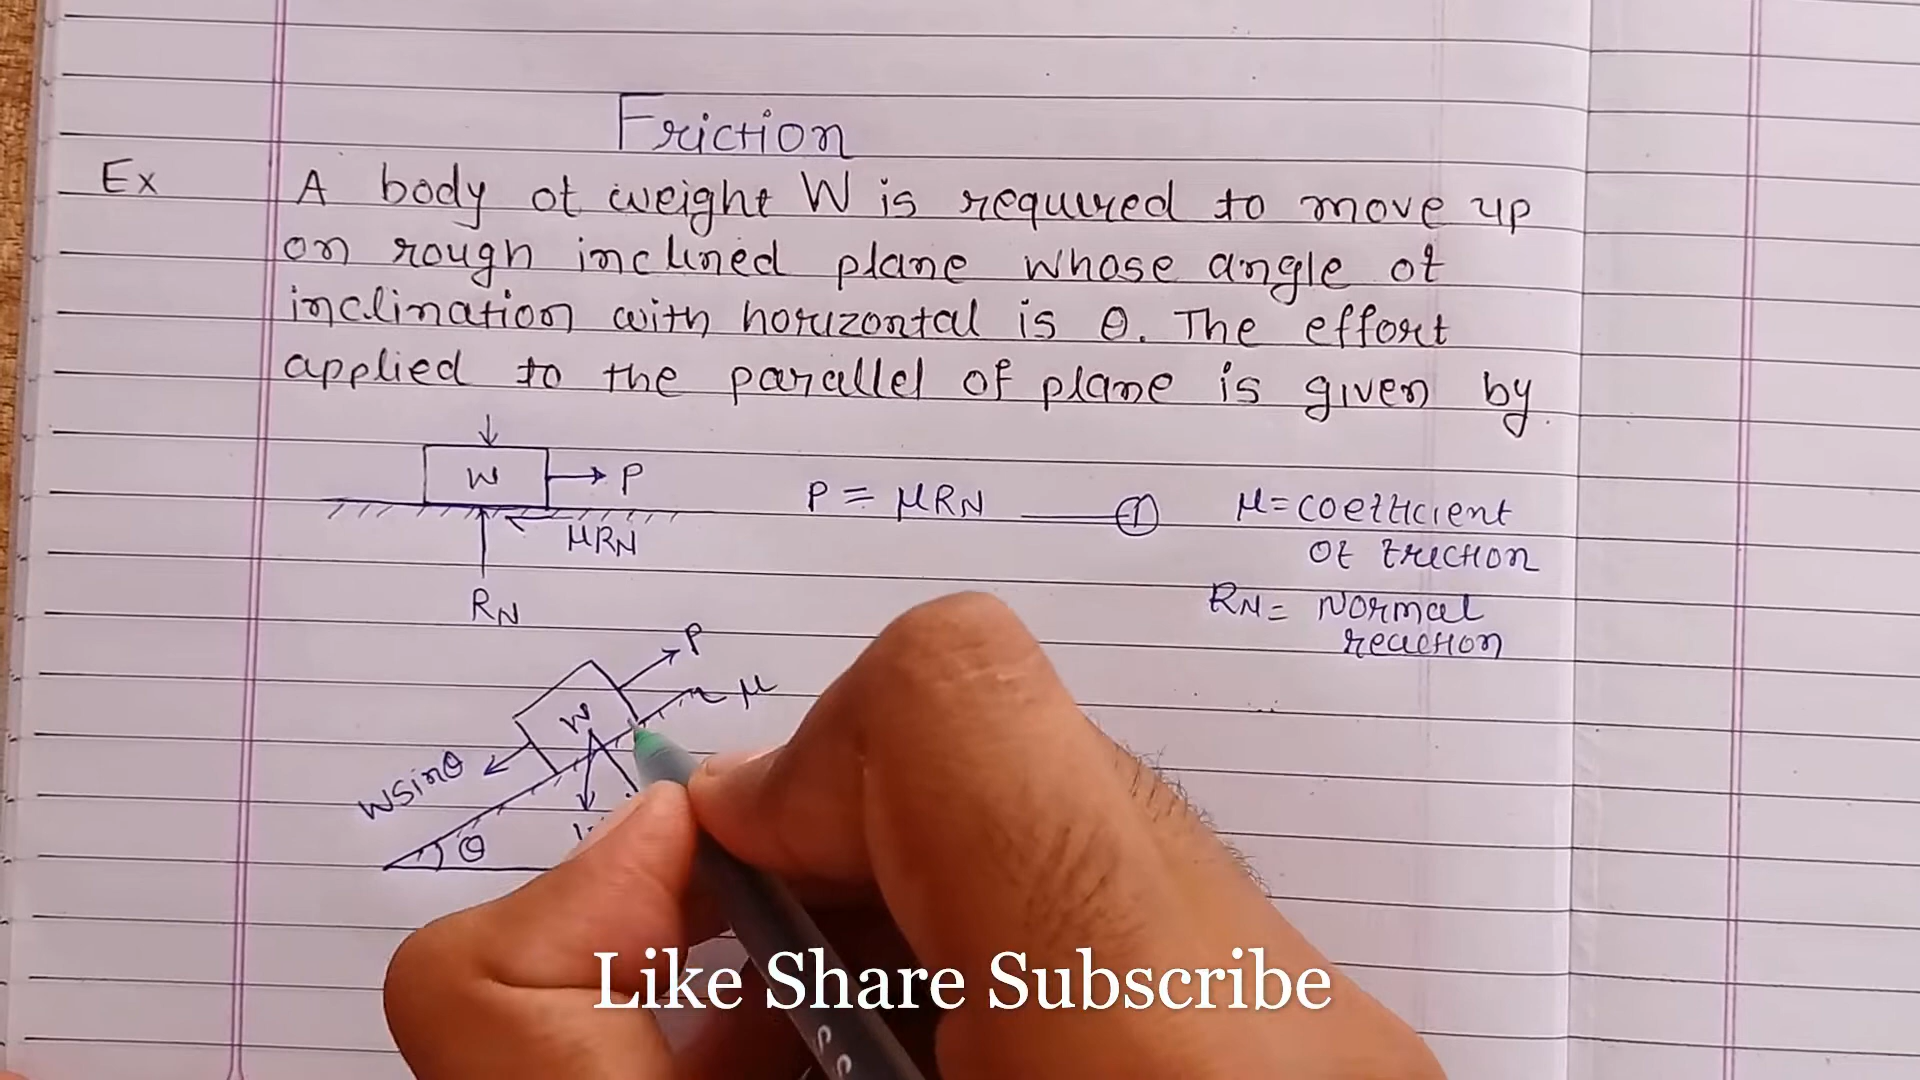 Friction
Ex A body of weight W is required to move up
on rough inclined plane whose angle of
inclination with horizontal is θ. The effort
applied to the parallel of plane is given by
W
P
P = μRN ① μ = coefficient
of friction
μRN
RN
RN = Normal
reaction
P
μ
W
Wsinθ
θ
Like Share Subscribe